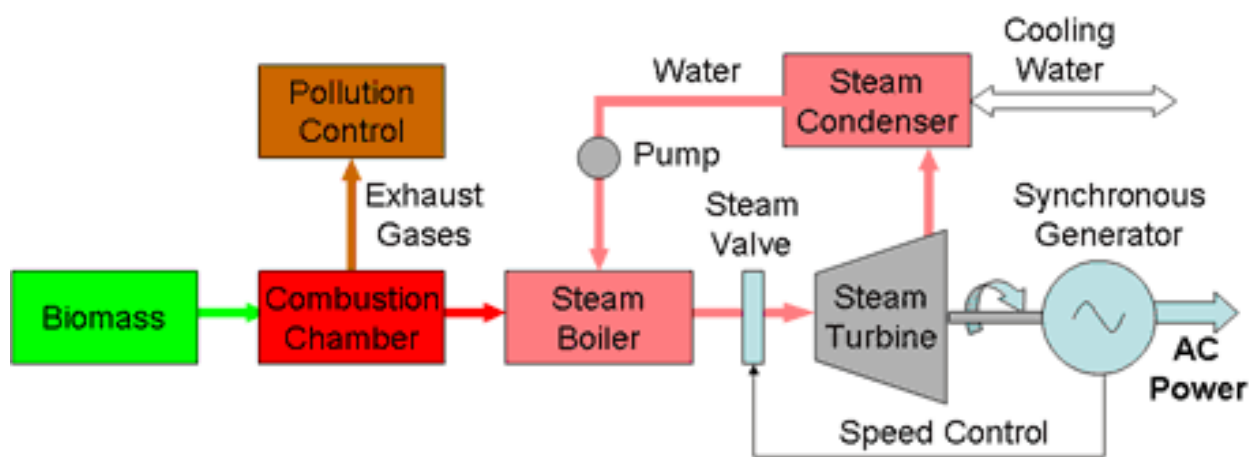 Pollution
Control
Water
Steam
Condenser
Cooling
Water
Pump
Exhaust
Gases
Steam
Valve
Synchronous
Generator
Biomass
Combustion
Chamber
Steam
Boiler
Steam
Turbine
AC
Power
Speed Control